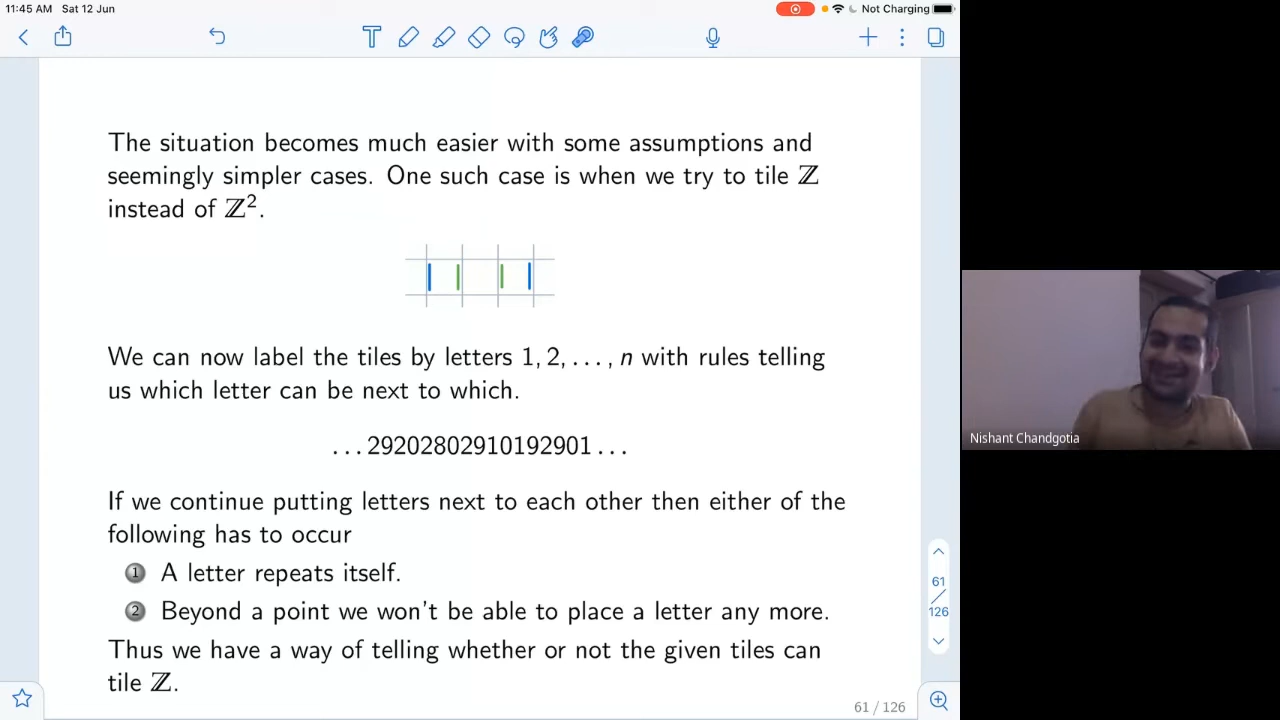 11:45 AM Sat 12 Jun
Not Charging
The situation becomes much easier with some assumptions and
seemingly simpler cases. One such case is when we try to tile ℤ
instead of ℤ².
We can now label the tiles by letters 1, 2, . . . , n with rules telling
us which letter can be next to which.
. . . 29202802910192901 . . .
If we continue putting letters next to each other then either of the
following has to occur
1 A letter repeats itself.
2 Beyond a point we won't be able to place a letter any more.
Thus we have a way of telling whether or not the given tiles can
tile ℤ.
61 / 126
61
/
126
Nishant Chandgotia